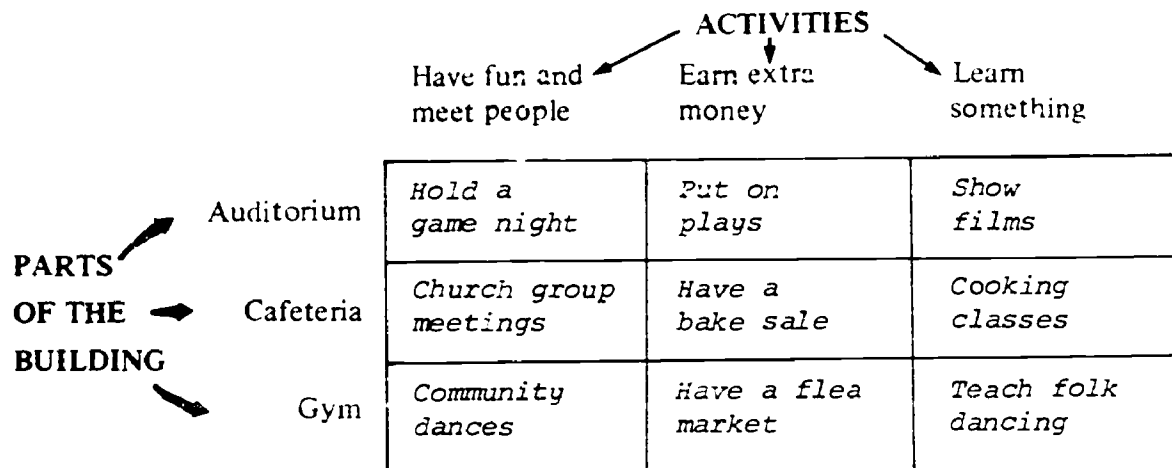 ACTIVITIES
Have fun and Earn extra Learn
meet people money something
Auditorium Hold a Put on Show
game night plays films
PARTS
OF THE
BUILDING
Cafeteria Church group Have a Cooking
meetings bake sale classes
Gym Community Have a flea Teach folk
dances market dancing